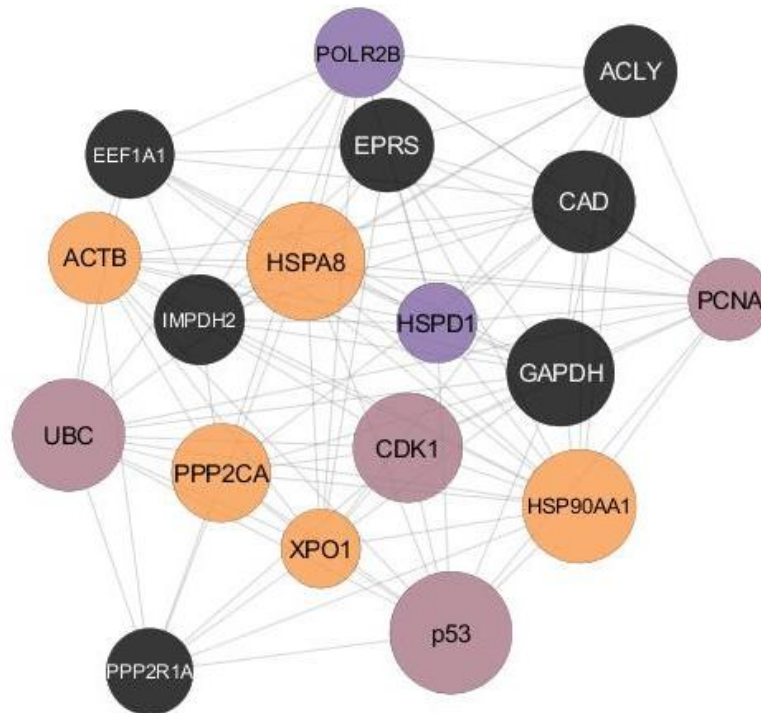 POLR2B
ACLY
EPRS
EEF1A1
CAD
ACTB
HSPA8
PCNA
IMPDH2
HSPD1
GAPDH
UBC
CDK1
PPP2CA
HSP90AA1
XPO1
p53
PPP2R1A